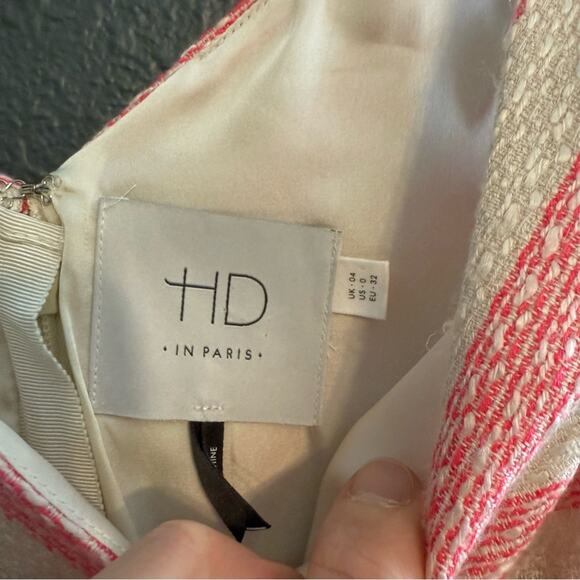 HD
• IN PARIS •
UK - 04
US - 0
EU - 32